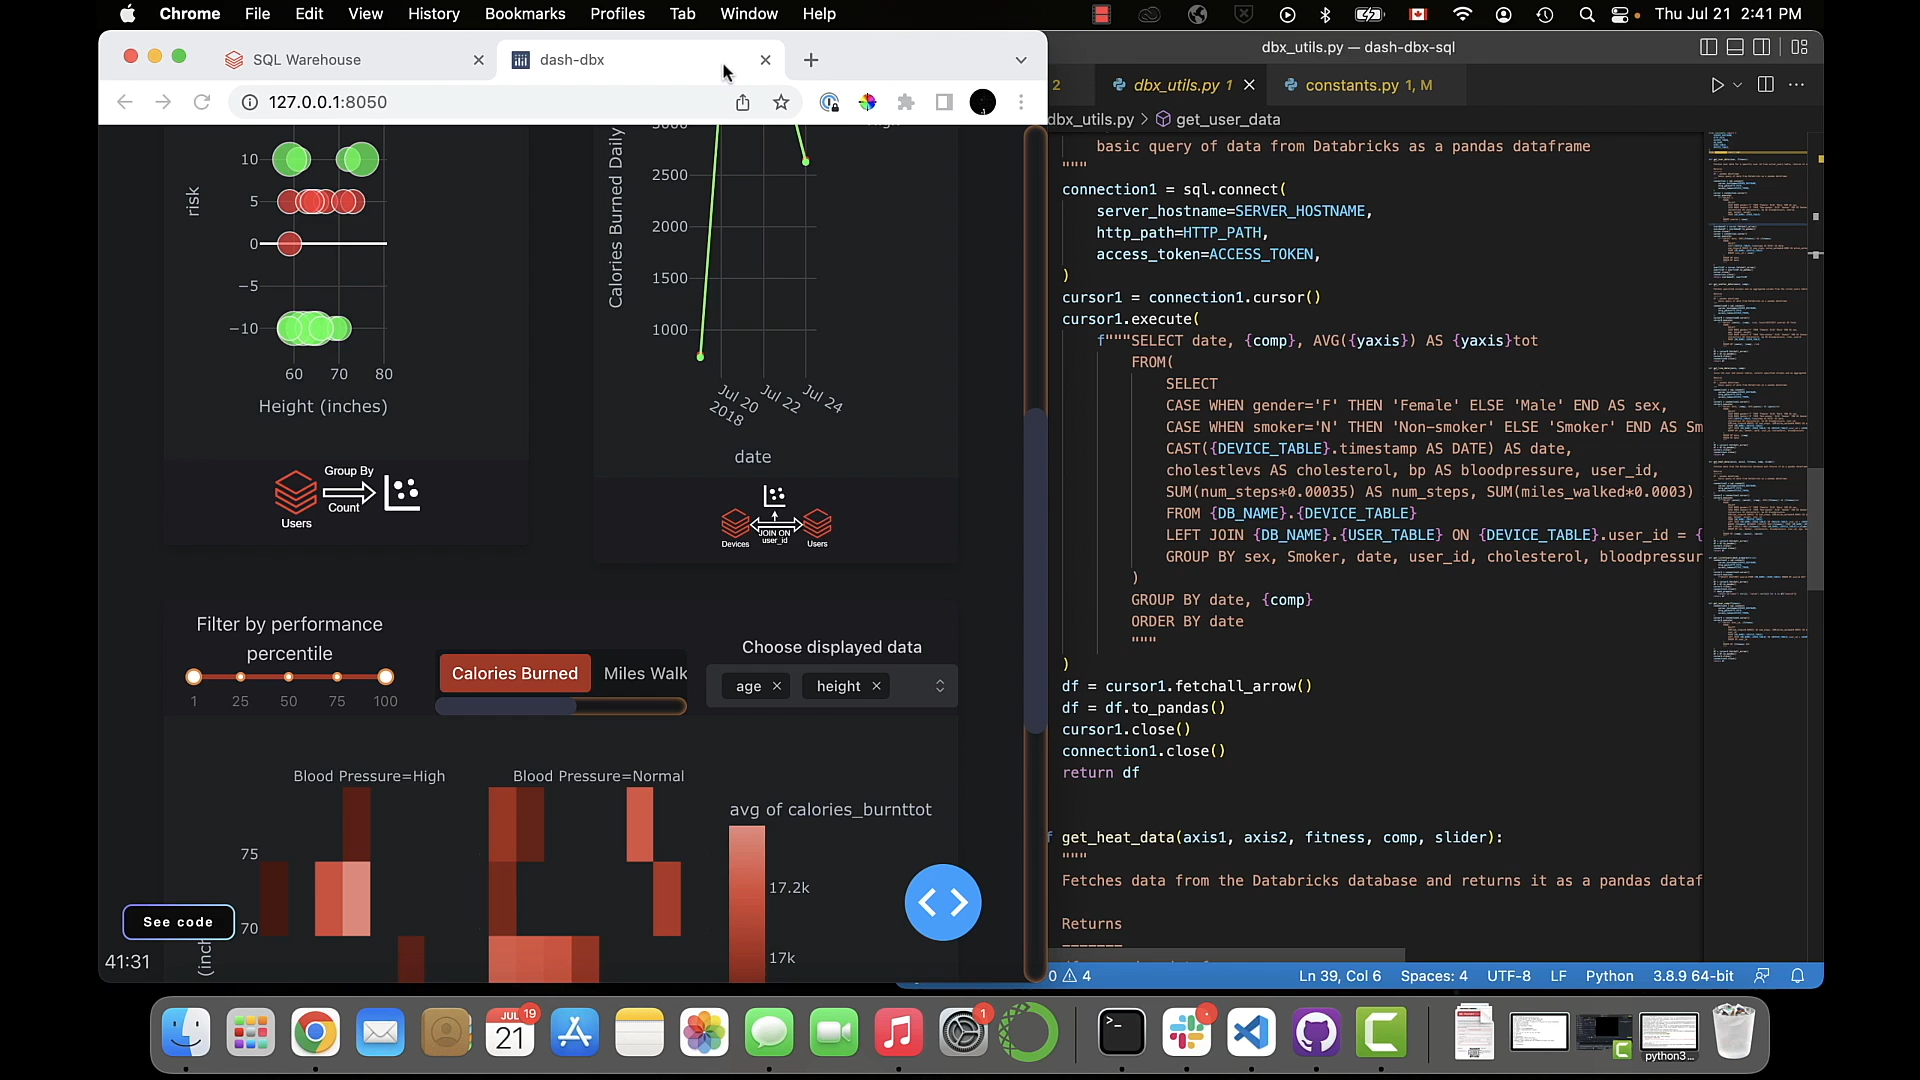 Chrome File Edit View History Bookmarks Profiles Tab Window Help Thu Jul 21 2:41 PM
SQL Warehouse
dash-dbx
127.0.0.1:8050
dbx_utils.py — dash-dbx-sql
2 dbx_utils.py 1 constants.py 1, M
dbx_utils.py > get_user_data
10
5
0
−5
−10
risk
60 70 80
Height (inches)
Group By
Count
Users
Calories Burned Daily
2500
2000
1500
1000
Jul 20
2018
Jul 22
Jul 24
date
JOIN ON
user_id
Devices
Users
Filter by performance
percentile
1 25 50 75 100
Calories Burned
Miles Walk
Choose displayed data
age × height ×
Blood Pressure=High
Blood Pressure=Normal
avg of calories_burnttot
75
70
17.2k
17k
See code
41:31
basic query of data from Databricks as a pandas dataframe
"""
connection1 = sql.connect(
server_hostname=SERVER_HOSTNAME,
http_path=HTTP_PATH,
access_token=ACCESS_TOKEN,
)
cursor1 = connection1.cursor()
cursor1.execute(
f"""SELECT date, {comp}, AVG({yaxis}) AS {yaxis}tot
FROM(
SELECT
CASE WHEN gender='F' THEN 'Female' ELSE 'Male' END AS sex,
CASE WHEN smoker='N' THEN 'Non-smoker' ELSE 'Smoker' END AS Sm
CAST({DEVICE_TABLE}.timestamp AS DATE) AS date,
cholestlevs AS cholesterol, bp AS bloodpressure, user_id,
SUM(num_steps*0.00035) AS num_steps, SUM(miles_walked*0.0003)
FROM {DB_NAME}.{DEVICE_TABLE}
LEFT JOIN {DB_NAME}.{USER_TABLE} ON {DEVICE_TABLE}.user_id = {
GROUP BY sex, Smoker, date, user_id, cholesterol, bloodpressur
)
GROUP BY date, {comp}
ORDER BY date
"""
)
df = cursor1.fetchall_arrow()
df = df.to_pandas()
cursor1.close()
connection1.close()
return df
f get_heat_data(axis1, axis2, fitness, comp, slider):
"""
Fetches data from the Databricks database and returns it as a pandas dataf
Returns
-------
0 4 Ln 39, Col 6 Spaces: 4 UTF-8 LF Python 3.8.9 64-bit
JUL 19
21
1
python3...